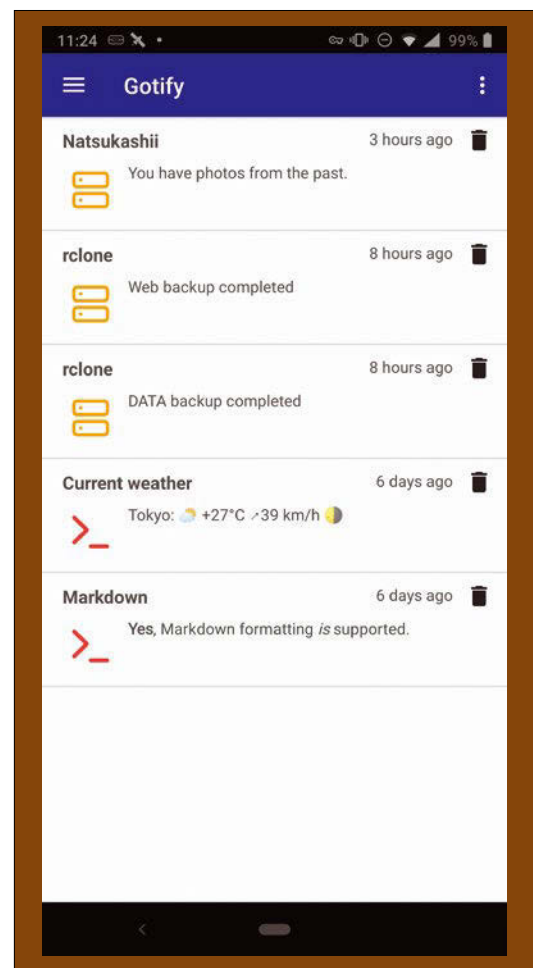 11:24 99%
Gotify
Natsukashii 3 hours ago
You have photos from the past.
rclone 8 hours ago
Web backup completed
rclone 8 hours ago
DATA backup completed
Current weather 6 days ago
Tokyo: 🌥 +27°C ↗39 km/h 🌗
Markdown 6 days ago
Yes, Markdown formatting is supported.